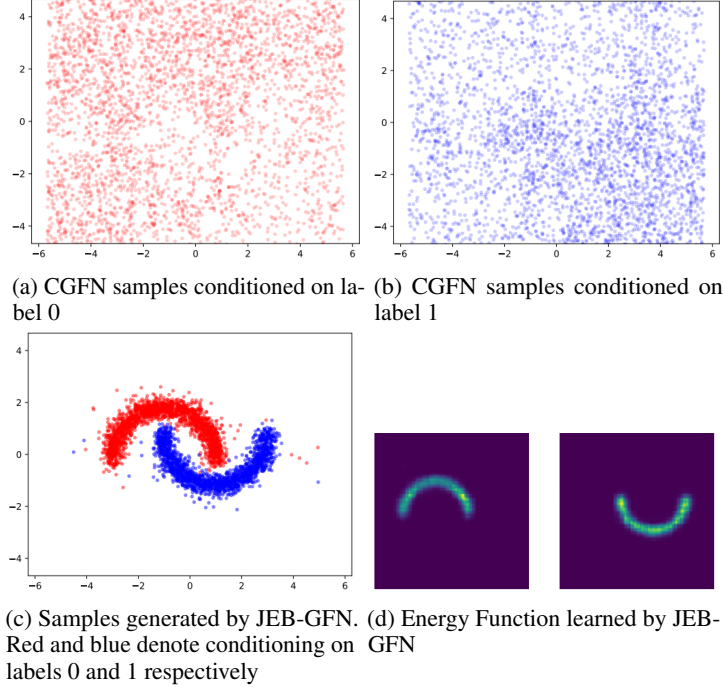 4
2
0
−2
−4
−6 −4 −2 0 2 4 6
4
2
0
−2
−4
−6 −4 −2 0 2 4 6
(a) CGFN samples conditioned on la-
bel 0
(b) CGFN samples conditioned on
label 1
4
2
0
−2
−4
−6 −4 −2 0 2 4 6
(c) Samples generated by JEB-GFN.
Red and blue denote conditioning on
labels 0 and 1 respectively
(d) Energy Function learned by JEB-
GFN